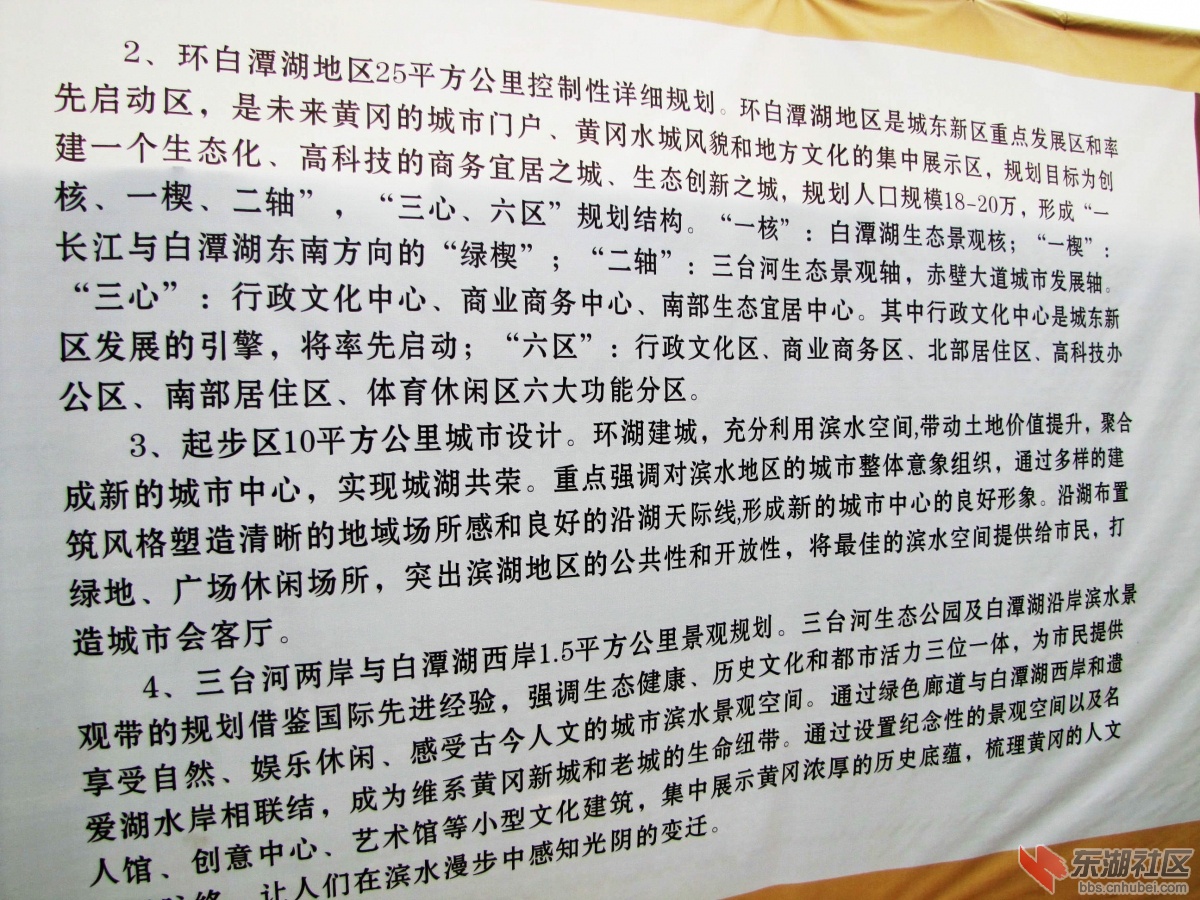 2、环白潭湖地区25平方公里控制性详细规划。环白潭湖地区是城东新区重点发展区和率
先启动区，是未来黄冈的城市门户、黄冈水城风貌和地方文化的集中展示区，规划目标为创
建一个生态化、高科技的商务宜居之城、生态创新之城，规划人口规模18-20万，形成“一
核、一楔、二轴”，“三心、六区”规划结构。“一核”：白潭湖生态景观核；“一楔”：
长江与白潭湖东南方向的“绿楔”；“二轴”：三台河生态景观轴，赤壁大道城市发展轴。
“三心”：行政文化中心、商业商务中心、南部生态宜居中心。其中行政文化中心是城东新
区发展的引擎，将率先启动；“六区”：行政文化区、商业商务区、北部居住区、高科技办
公区、南部居住区、体育休闲区六大功能分区。
3、起步区10平方公里城市设计。环湖建城，充分利用滨水空间,带动土地价值提升，聚合
成新的城市中心，实现城湖共荣。重点强调对滨水地区的城市整体意象组织，通过多样的建
筑风格塑造清晰的地域场所感和良好的沿湖天际线,形成新的城市中心的良好形象。沿湖布置
绿地、广场休闲场所，突出滨湖地区的公共性和开放性，将最佳的滨水空间提供给市民，打
造城市会客厅。
4、三台河两岸与白潭湖西岸1.5平方公里景观规划。三台河生态公园及白潭湖沿岸滨水景
观带的规划借鉴国际先进经验，强调生态健康、历史文化和都市活力三位一体，为市民提供
享受自然、娱乐休闲、感受古今人文的城市滨水景观空间。通过绿色廊道与白潭湖西岸和遗
爱湖水岸相联结，成为维系黄冈新城和老城的生命纽带。通过设置纪念性的景观空间以及名
人馆、创意中心、艺术馆等小型文化建筑，集中展示黄冈浓厚的历史底蕴，梳理黄冈的人文
让人们在滨水漫步中感知光阴的变迁。
东湖社区
bbs.cnhubei.com